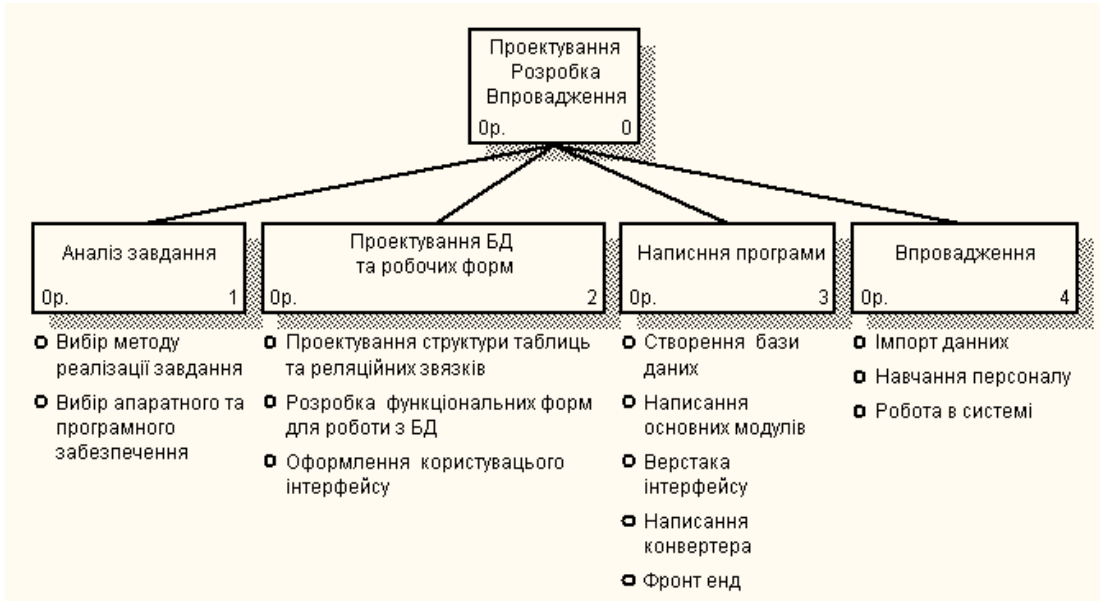 Проектування
Розробка
Впровадження
0р. 0
Аналіз завдання
0р. 1
Проектування БД
та робочих форм
0р. 2
Написння програми
0р. 3
Впровадження
0р. 4
Вибір методу
реалізації завдання
Вибір апаратного та
програмного
забезпечення
Проектування структури таблиць
та реляційних звязків
Розробка функціональних форм
для роботи з БД
Оформлення користувацього
інтерфейсу
Створення бази
даних
Написання
основних модулів
Верстака
інтерфейсу
Написання
конвертера
Фронт енд
Імпорт данних
Навчання персоналу
Робота в системі